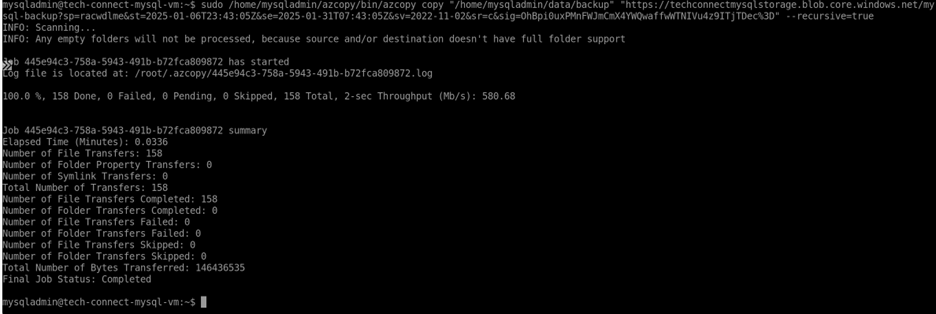 mysqladmin@tech-connect-mysql-vm:~$ sudo /home/mysqladmin/azcopy/bin/azcopy copy "/home/mysqladmin/data/backup" "https://techconnectmysqlstorage.blob.core.windows.net/my
sql-backup?sp=racwdlme&st=2025-01-06T23:43:05Z&se=2025-01-31T07:43:05Z&sv=2022-11-02&sr=c&sig=OhBpi0uxPMnFWJmCmX4YWQwaffwWTNIVu4z9ITjTDec%3D" --recursive=true
INFO: Scanning...
INFO: Any empty folders will not be processed, because source and/or destination doesn't have full folder support

Job 445e94c3-758a-5943-491b-b72fca809872 has started
Log file is located at: /root/.azcopy/445e94c3-758a-5943-491b-b72fca809872.log

100.0 %, 158 Done, 0 Failed, 0 Pending, 0 Skipped, 158 Total, 2-sec Throughput (Mb/s): 580.68

Job 445e94c3-758a-5943-491b-b72fca809872 summary
Elapsed Time (Minutes): 0.0336
Number of File Transfers: 158
Number of Folder Property Transfers: 0
Number of Symlink Transfers: 0
Total Number of Transfers: 158
Number of File Transfers Completed: 158
Number of Folder Transfers Completed: 0
Number of File Transfers Failed: 0
Number of Folder Transfers Failed: 0
Number of File Transfers Skipped: 0
Number of Folder Transfers Skipped: 0
Total Number of Bytes Transferred: 146436535
Final Job Status: Completed

mysqladmin@tech-connect-mysql-vm:~$